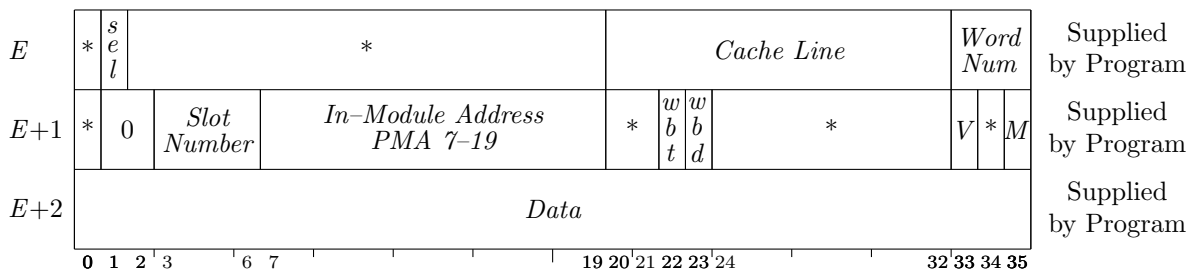 E * sel * Cache Line Word Num Supplied by Program
E+1 * 0 Slot Number In–Module Address PMA 7–19 * wbt wbd * V * M Supplied by Program
E+2 Data Supplied by Program
0 1 2 3 6 7 19 20 21 22 23 24 32 33 34 35